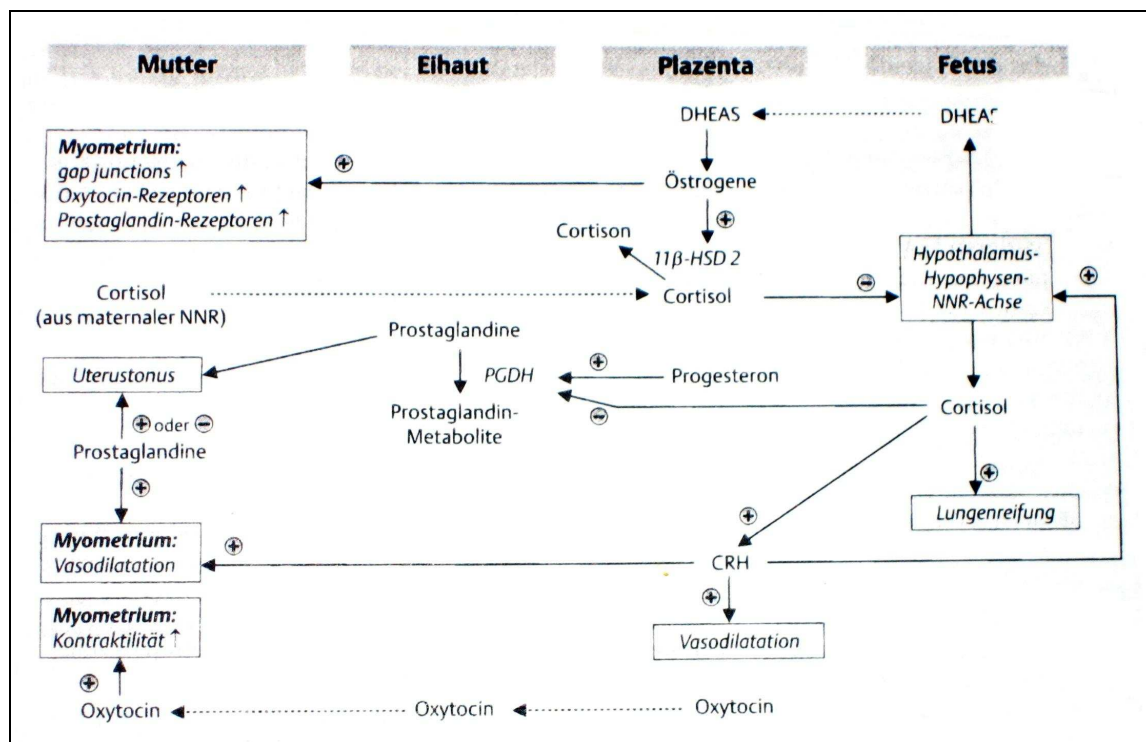 Mutter
Eihaut
Plazenta
Fetus
DHEAS
DHEAS
Myometrium:
gap junctions ↑
Oxytocin-Rezeptoren ↑
Prostaglandin-Rezeptoren ↑
+
Östrogene
+
Cortison
11β-HSD 2
Hypothalamus-
Hypophysen-
NNR-Achse
Cortisol
(aus maternaler NNR)
Cortisol
−
+
Prostaglandine
Uterustonus
PGDH
+
Progesteron
Prostaglandin-
Metabolite
−
Cortisol
+ oder −
Prostaglandine
+
+
Lungenreifung
+
Myometrium:
Vasodilatation
+
CRH
+
Vasodilatation
Myometrium:
Kontraktilität ↑
+
Oxytocin
Oxytocin
Oxytocin